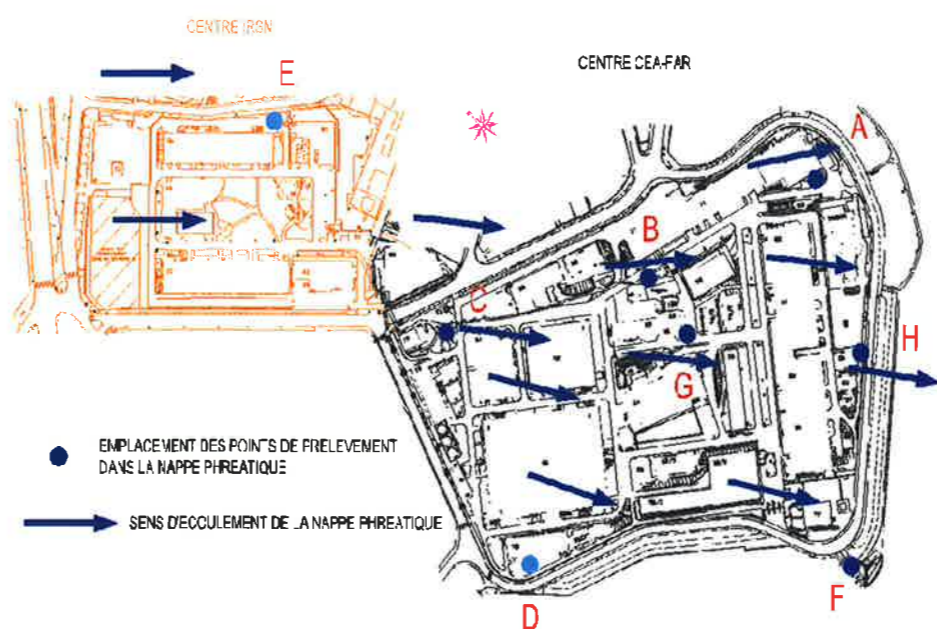 CENTRE IRSN
E
CENTRE CEA-FAR
A
B
C
H
G
EMPLACEMENT DES POINTS DE PRELEVEMENT
DANS LA NAPPE PHREATIQUE
SENS D'ECCULEMENT DE LA NAPPE PHREATIQUE
D
F